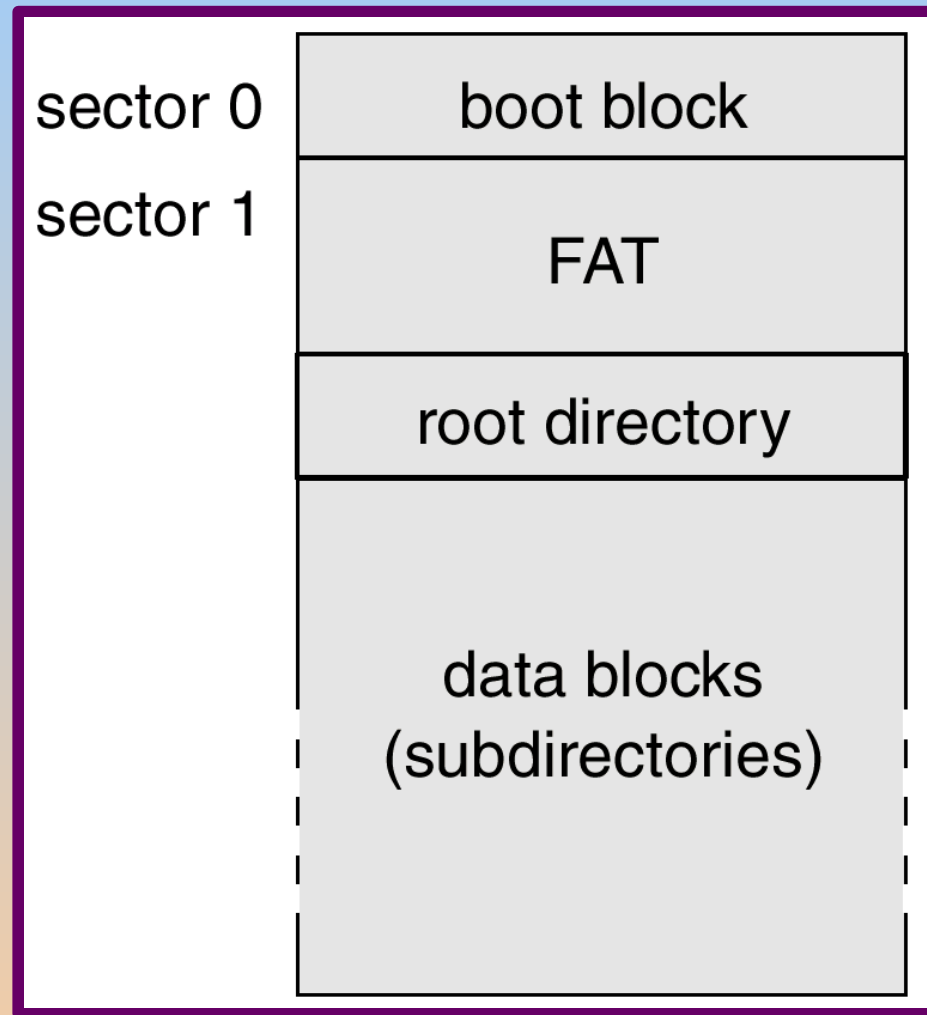 sector 0
boot block
sector 1
FAT
root directory
data blocks
(subdirectories)